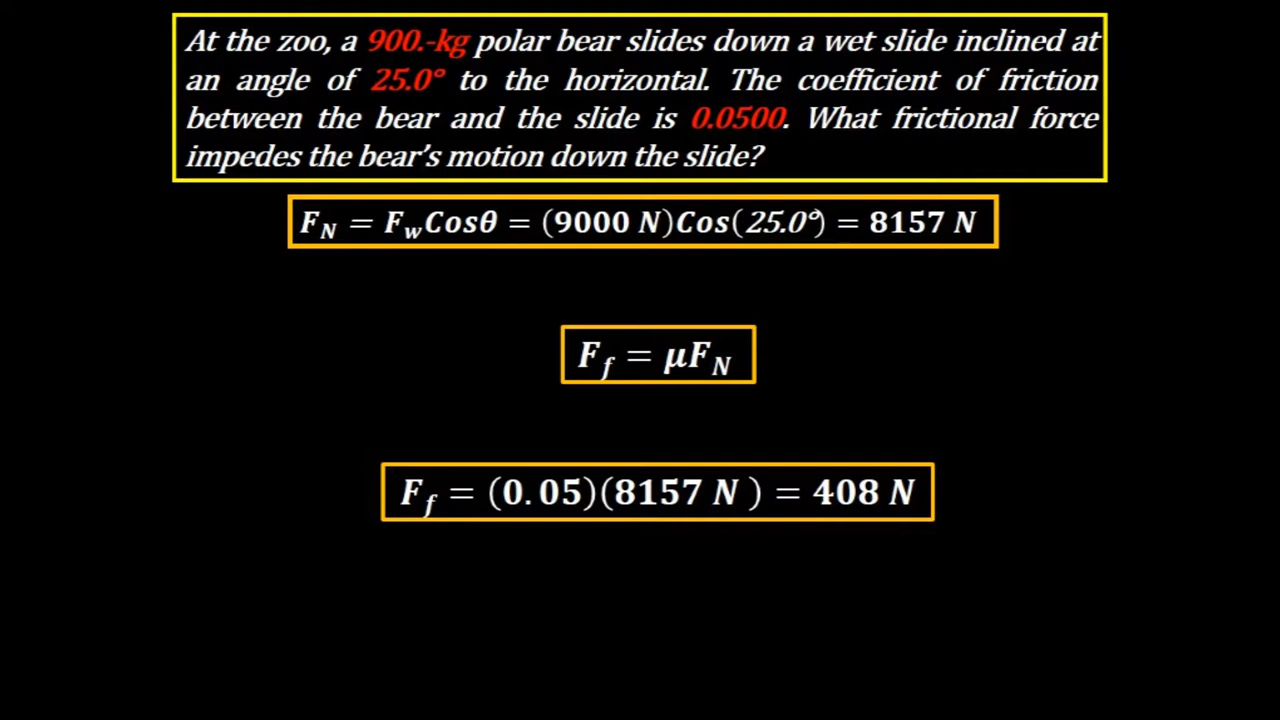 At the zoo, a 900.-kg polar bear slides down a wet slide inclined at
an angle of 25.0° to the horizontal. The coefficient of friction
between the bear and the slide is 0.0500. What frictional force
impedes the bear's motion down the slide?
F_N = F_w Cosθ = (9000 N)Cos(25.0°) = 8157 N
F_f = μF_N
F_f = (0.05)(8157 N ) = 408 N